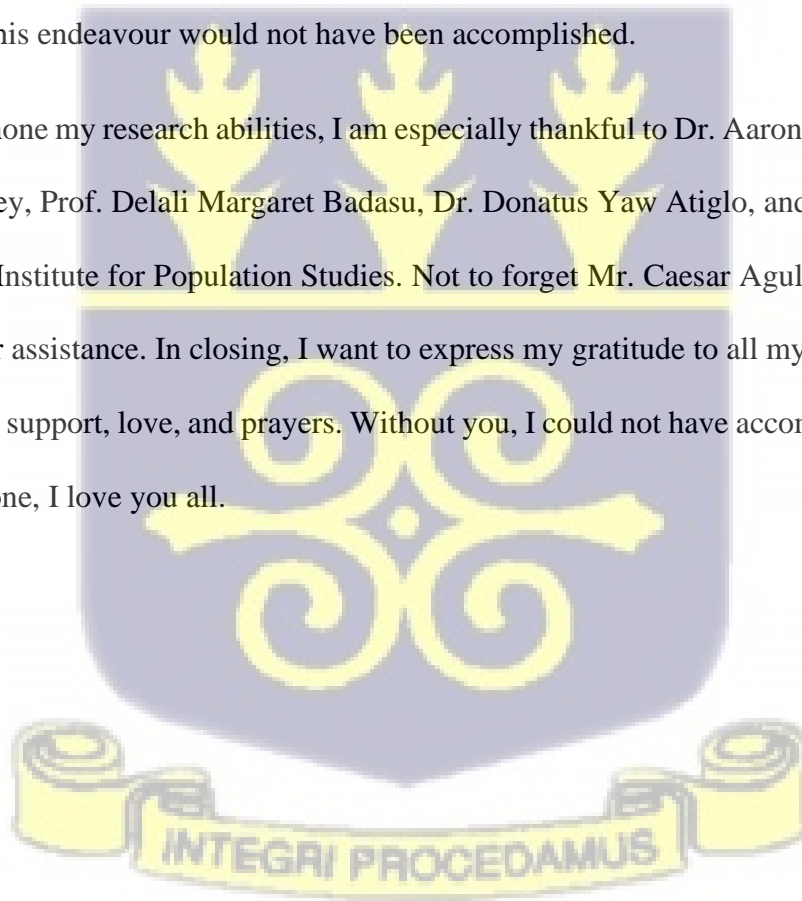 his endeavour would not have been accomplished.
hone my research abilities, I am especially thankful to Dr. Aaron
ey, Prof. Delali Margaret Badasu, Dr. Donatus Yaw Atiglo, and
Institute for Population Studies. Not to forget Mr. Caesar Agul
r assistance. In closing, I want to express my gratitude to all my
support, love, and prayers. Without you, I could not have accor
one, I love you all.
INTEGRI PROCEDAMUS